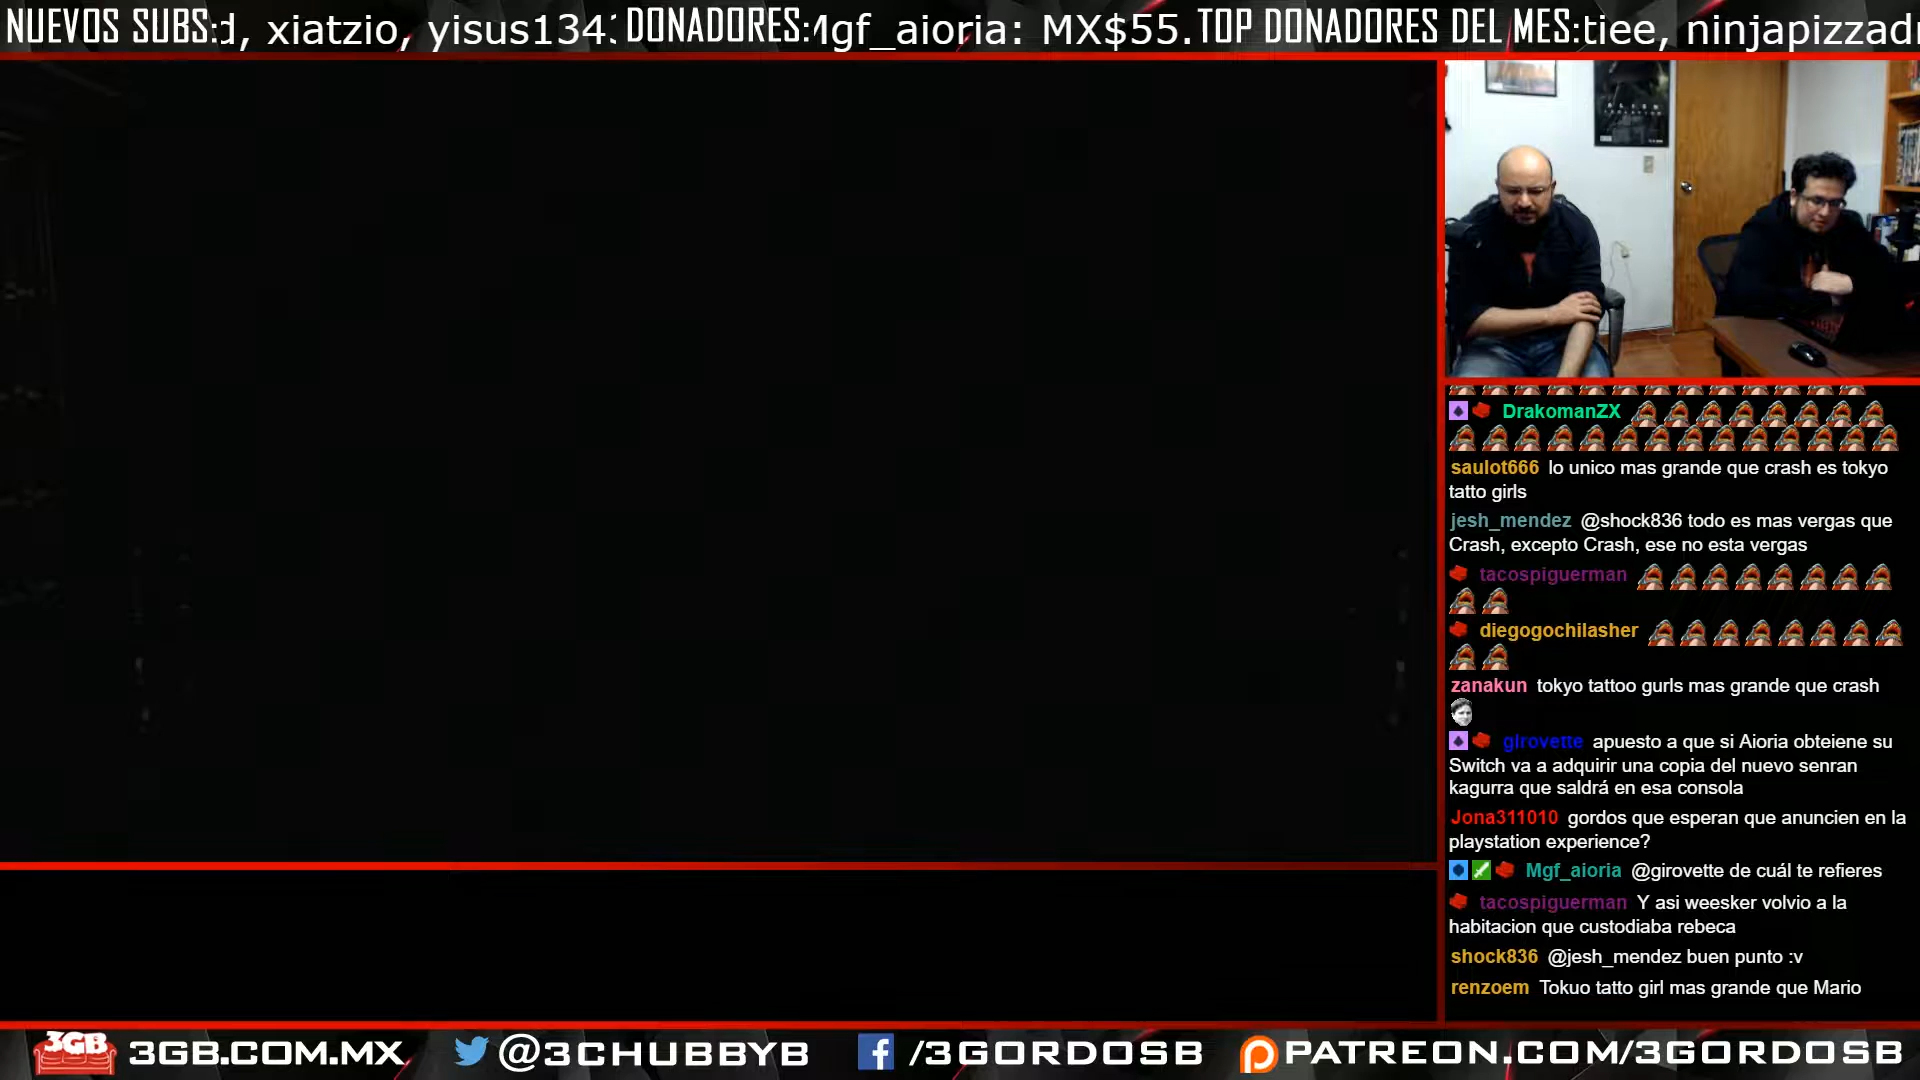 NUEVOS SUBS: d, xiatzio, yisus134 DONADORES: Mgf_aioria: MX$55. TOP DONADORES DEL MES: tiee, ninjapizzad
ALIEN
DrakomanZX
saulot666 lo unico mas grande que crash es tokyo
tatto girls
jesh_mendez @shock836 todo es mas vergas que
Crash, excepto Crash, ese no esta vergas
tacospiguerman
diegogochilasher
zanakun tokyo tattoo gurls mas grande que crash
girovette apuesto a que si Aioria obteiene su
Switch va a adquirir una copia del nuevo senran
kagurra que saldrá en esa consola
Jona311010 gordos que esperan que anuncien en la
playstation experience?
Mgf_aioria @girovette de cuál te refieres
tacospiguerman Y asi weesker volvio a la
habitacion que custodiaba rebeca
shock836 @jesh_mendez buen punto :v
renzoem Tokuo tatto girl mas grande que Mario
3GB 3GB.COM.MX @3CHUBBYB /3GORDOSB PATREON.COM/3GORDOSB